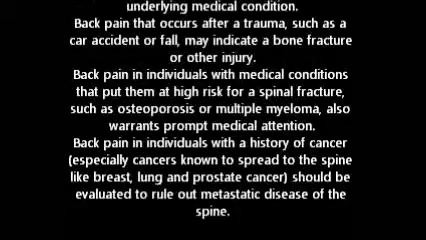 underlying medical condition.
Back pain that occurs after a trauma, such as a
car accident or fall, may indicate a bone fracture
or other injury.
Back pain in individuals with medical conditions
that put them at high risk for a spinal fracture,
such as osteoporosis or multiple myeloma, also
warrants prompt medical attention.
Back pain in individuals with a history of cancer
(especially cancers known to spread to the spine
like breast, lung and prostate cancer) should be
evaluated to rule out metastatic disease of the
spine.